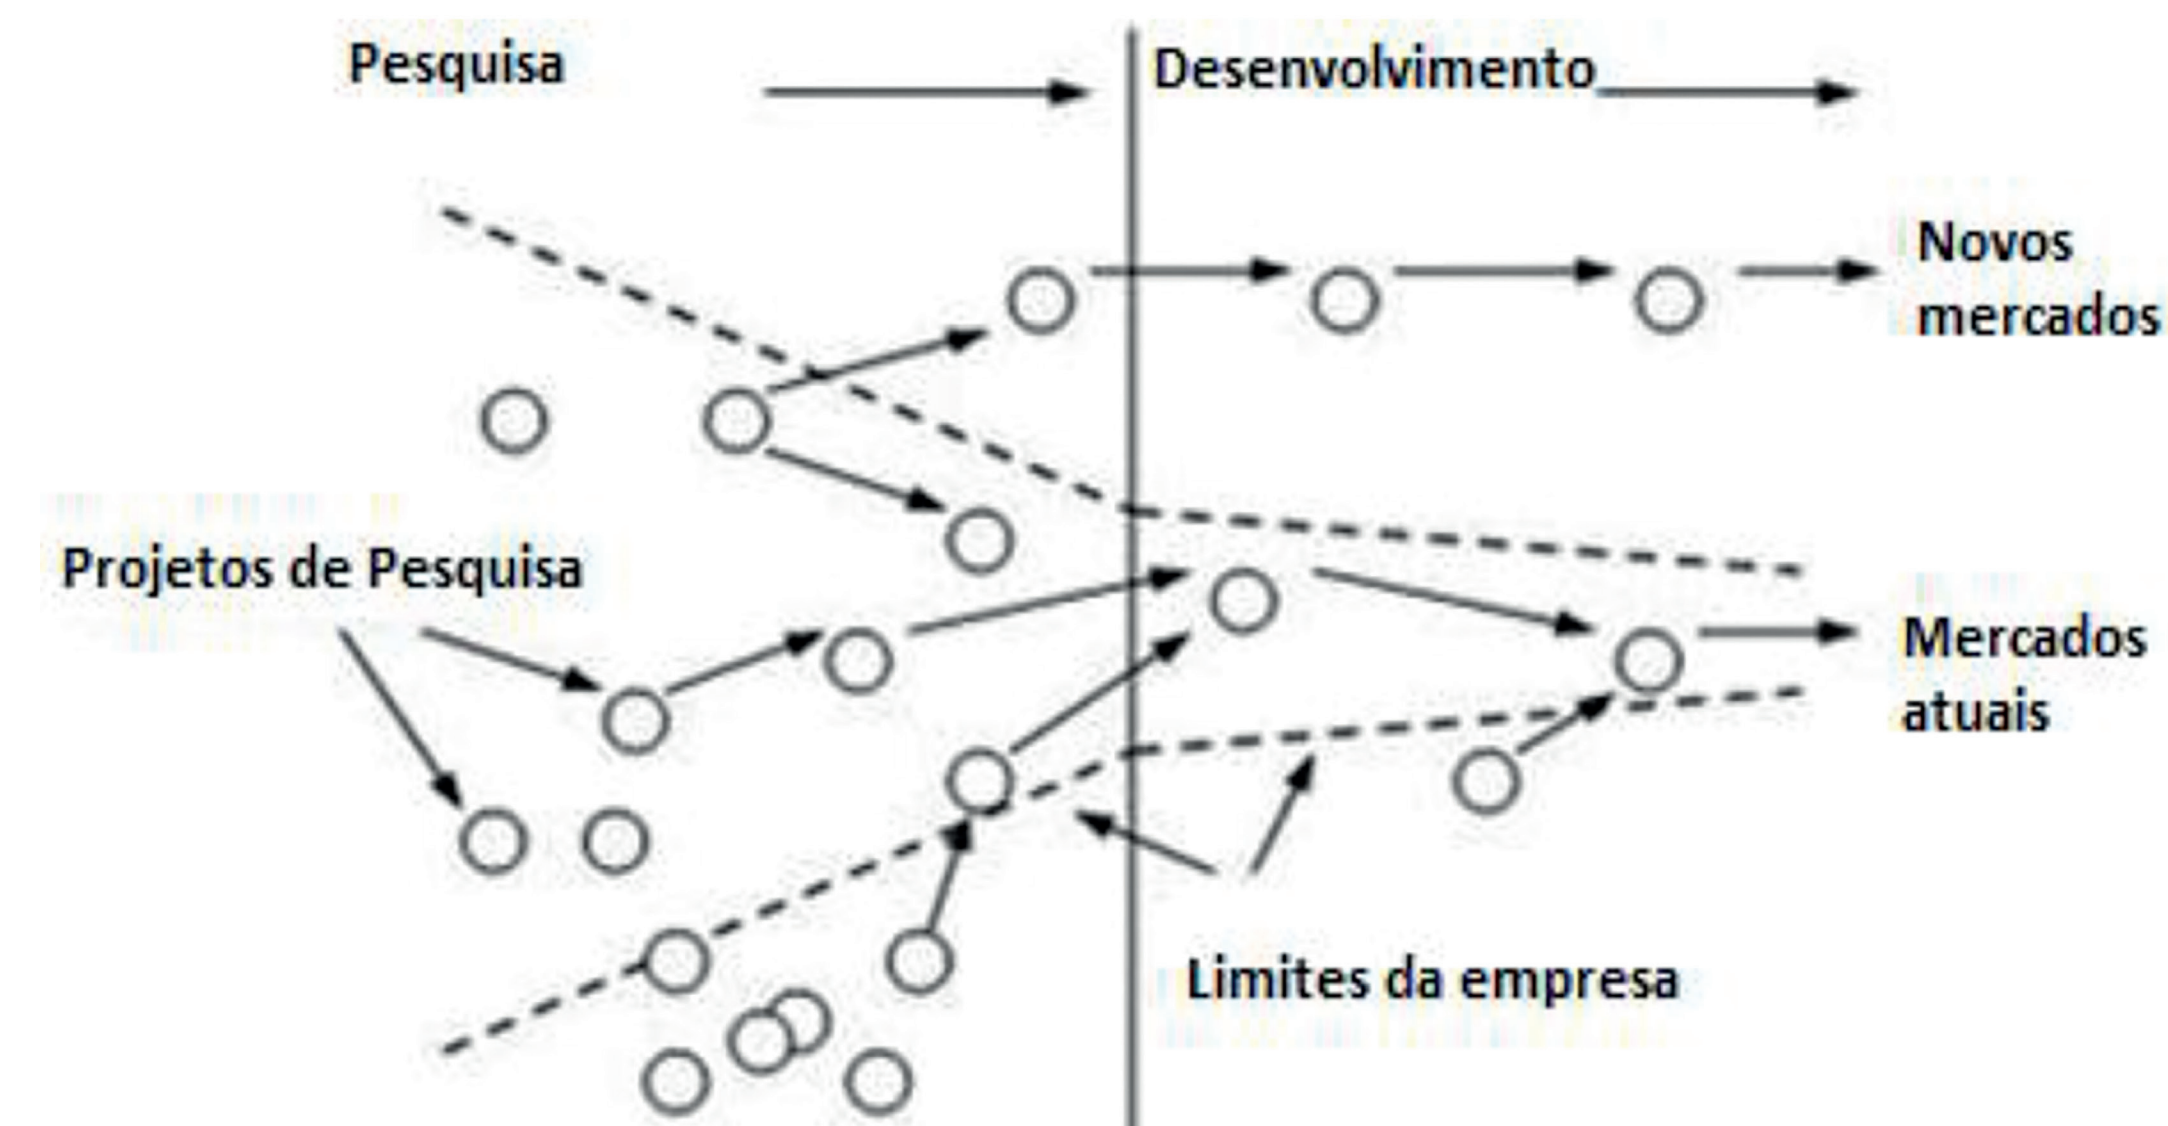 Pesquisa
Desenvolvimento
Novos
mercados
Projetos de Pesquisa
Mercados
atuais
Limites da empresa